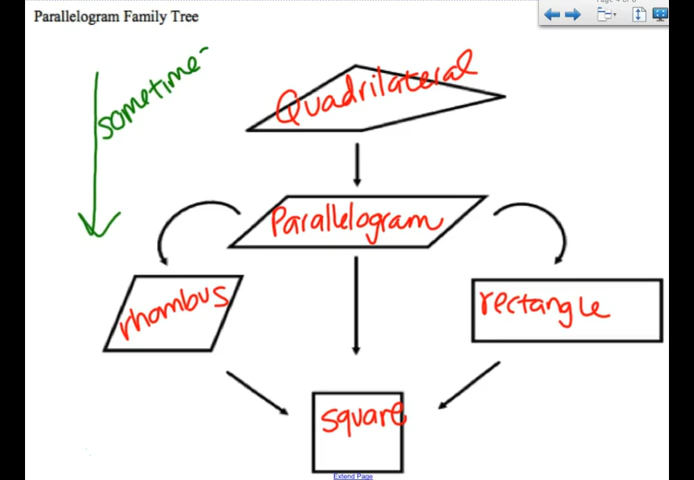 Parallelogram Family Tree
sometime
Quadrilateral
Parallelogram
rhombus
rectangle
square
Extend Page